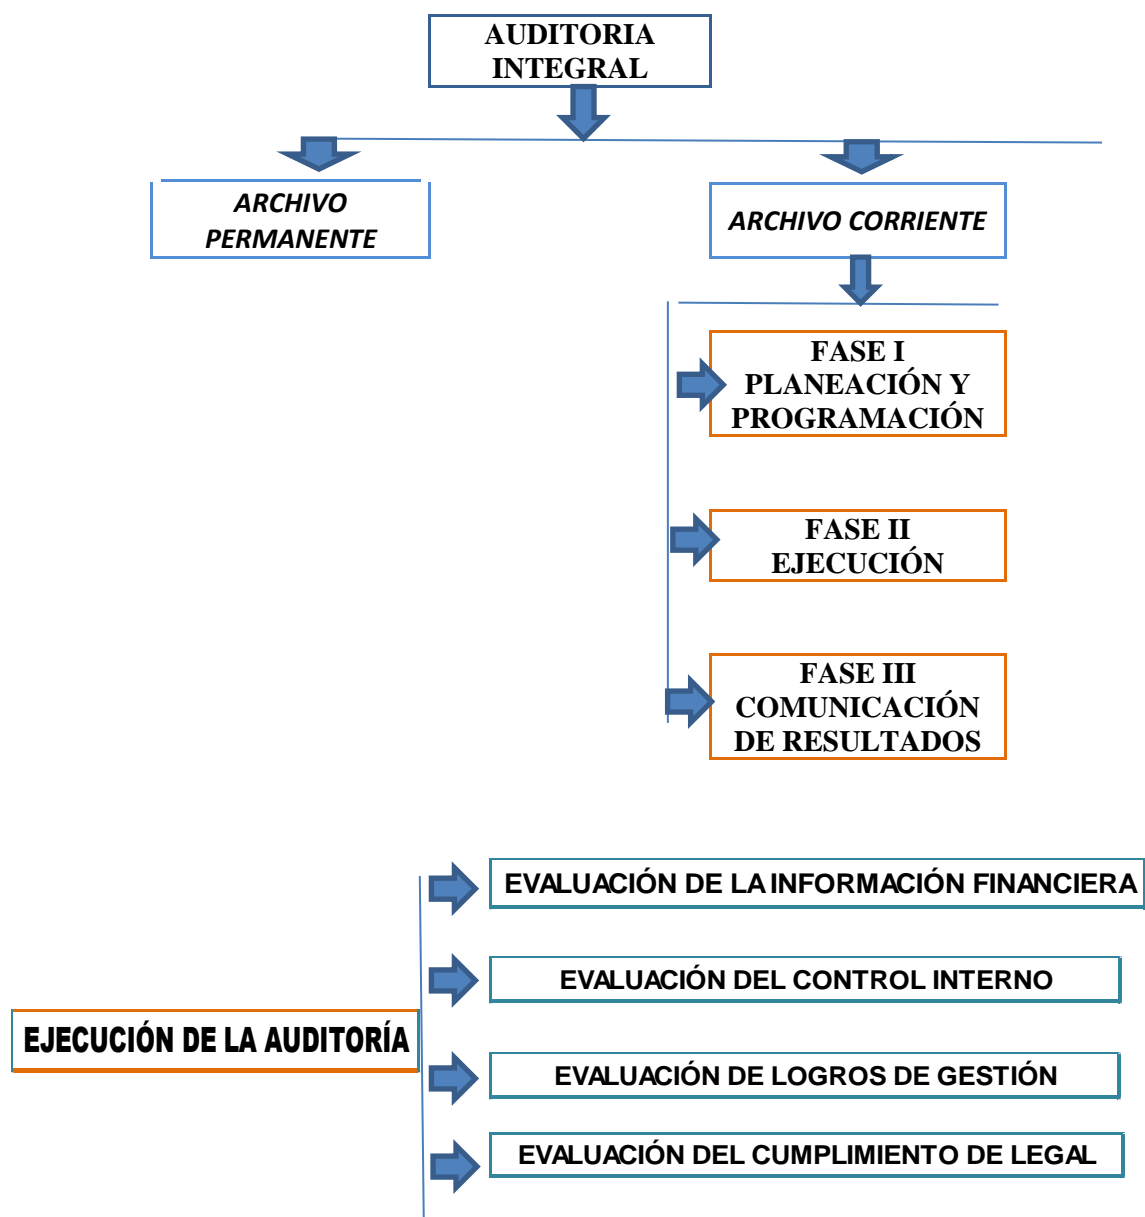 AUDITORIA
INTEGRAL
ARCHIVO
PERMANENTE
ARCHIVO CORRIENTE
FASE I
PLANEACIÓN Y
PROGRAMACIÓN
FASE II
EJECUCIÓN
FASE III
COMUNICACIÓN
DE RESULTADOS
EVALUACIÓN DE LA INFORMACIÓN FINANCIERA
EVALUACIÓN DEL CONTROL INTERNO
EJECUCIÓN DE LA AUDITORÍA
EVALUACIÓN DE LOGROS DE GESTIÓN
EVALUACIÓN DEL CUMPLIMIENTO DE LEGAL